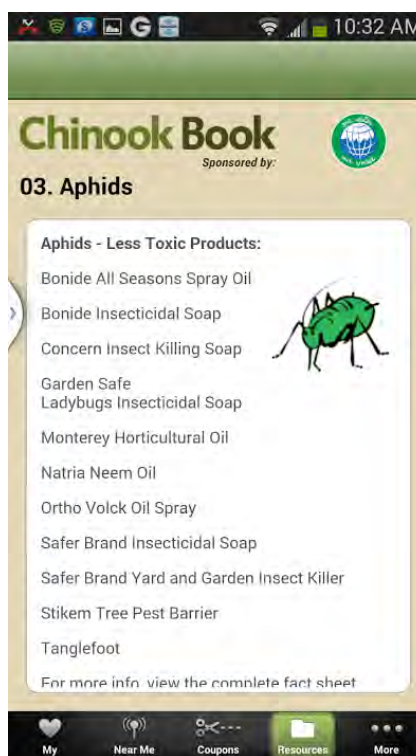 10:32 AM
Chinook Book
Sponsored by:
03. Aphids
Aphids - Less Toxic Products:
Bonide All Seasons Spray Oil
Bonide Insecticidal Soap
Concern Insect Killing Soap
Garden Safe
Ladybugs Insecticidal Soap
Monterey Horticultural Oil
Natria Neem Oil
Ortho Volck Oil Spray
Safer Brand Insecticidal Soap
Safer Brand Yard and Garden Insect Killer
Stikem Tree Pest Barrier
Tanglefoot
For more info, view the complete fact sheet
My
Near Me
Coupons
Resources
More